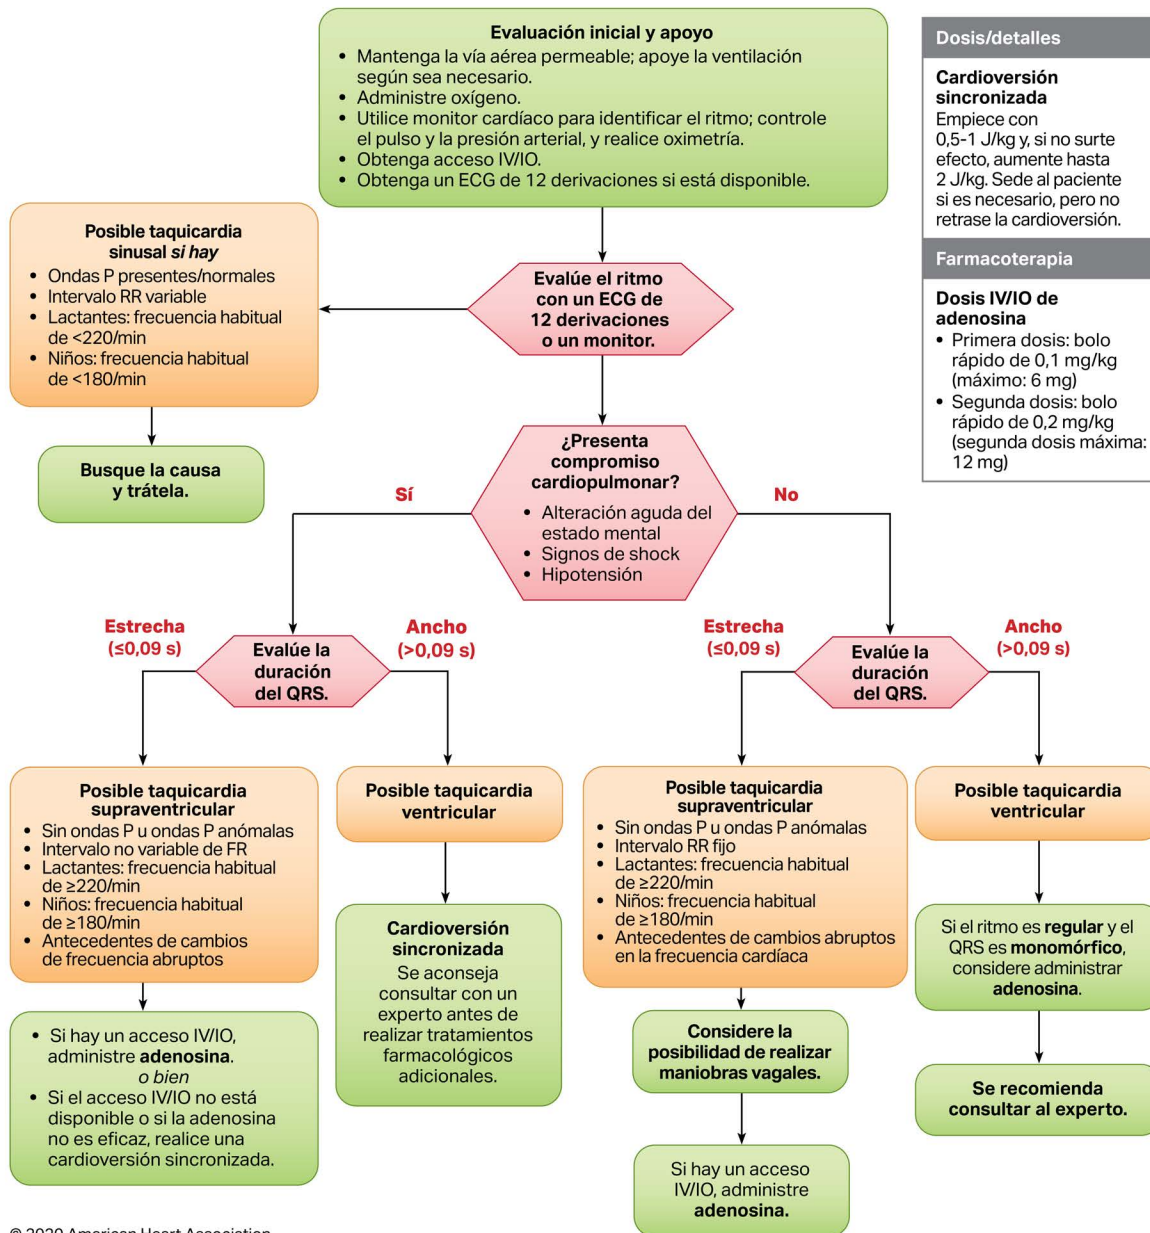 Evaluación inicial y apoyo
• Mantenga la vía aérea permeable; apoye la ventilación
según sea necesario.
• Administre oxígeno.
• Utilice monitor cardíaco para identificar el ritmo; controle
el pulso y la presión arterial, y realice oximetría.
• Obtenga acceso IV/IO.
• Obtenga un ECG de 12 derivaciones si está disponible.
Dosis/detalles
Cardioversión
sincronizada
Empiece con
0,5-1 J/kg y, si no surte
efecto, aumente hasta
2 J/kg. Sede al paciente
si es necesario, pero no
retrase la cardioversión.
Farmacoterapia
Dosis IV/IO de
adenosina
• Primera dosis: bolo
rápido de 0,1 mg/kg
(máximo: 6 mg)
• Segunda dosis: bolo
rápido de 0,2 mg/kg
(segunda dosis máxima:
12 mg)
Posible taquicardia
sinusal si hay
• Ondas P presentes/normales
• Intervalo RR variable
• Lactantes: frecuencia habitual
de <220/min
• Niños: frecuencia habitual
de <180/min
Evalúe el ritmo
con un ECG de
12 derivaciones
o un monitor.
Busque la causa
y trátela.
¿Presenta
compromiso
cardiopulmonar?
• Alteración aguda del
estado mental
• Signos de shock
• Hipotensión
Sí
No
Estrecha
(≤0,09 s)
Evalúe la
duración
del QRS.
Ancho
(>0,09 s)
Estrecha
(≤0,09 s)
Evalúe la
duración
del QRS.
Ancho
(>0,09 s)
Posible taquicardia
supraventricular
• Sin ondas P u ondas P anómalas
• Intervalo no variable de FR
• Lactantes: frecuencia habitual
de ≥220/min
• Niños: frecuencia habitual
de ≥180/min
• Antecedentes de cambios
de frecuencia abruptos
Posible taquicardia
ventricular
Posible taquicardia
supraventricular
• Sin ondas P u ondas P anómalas
• Intervalo RR fijo
• Lactantes: frecuencia habitual
de ≥220/min
• Niños: frecuencia habitual
de ≥180/min
• Antecedentes de cambios abruptos
en la frecuencia cardíaca
Posible taquicardia
ventricular
• Si hay un acceso IV/IO,
administre adenosina.
o bien
• Si el acceso IV/IO no está
disponible o si la adenosina
no es eficaz, realice una
cardioversión sincronizada.
Cardioversión
sincronizada
Se aconseja
consultar con un
experto antes de
realizar tratamientos
farmacológicos
adicionales.
Considere la
posibilidad de realizar
maniobras vagales.
Si hay un acceso
IV/IO, administre
adenosina.
Si el ritmo es regular y el
QRS es monomórfico,
considere administrar
adenosina.
Se recomienda
consultar al experto.
© 2020 American Heart Association